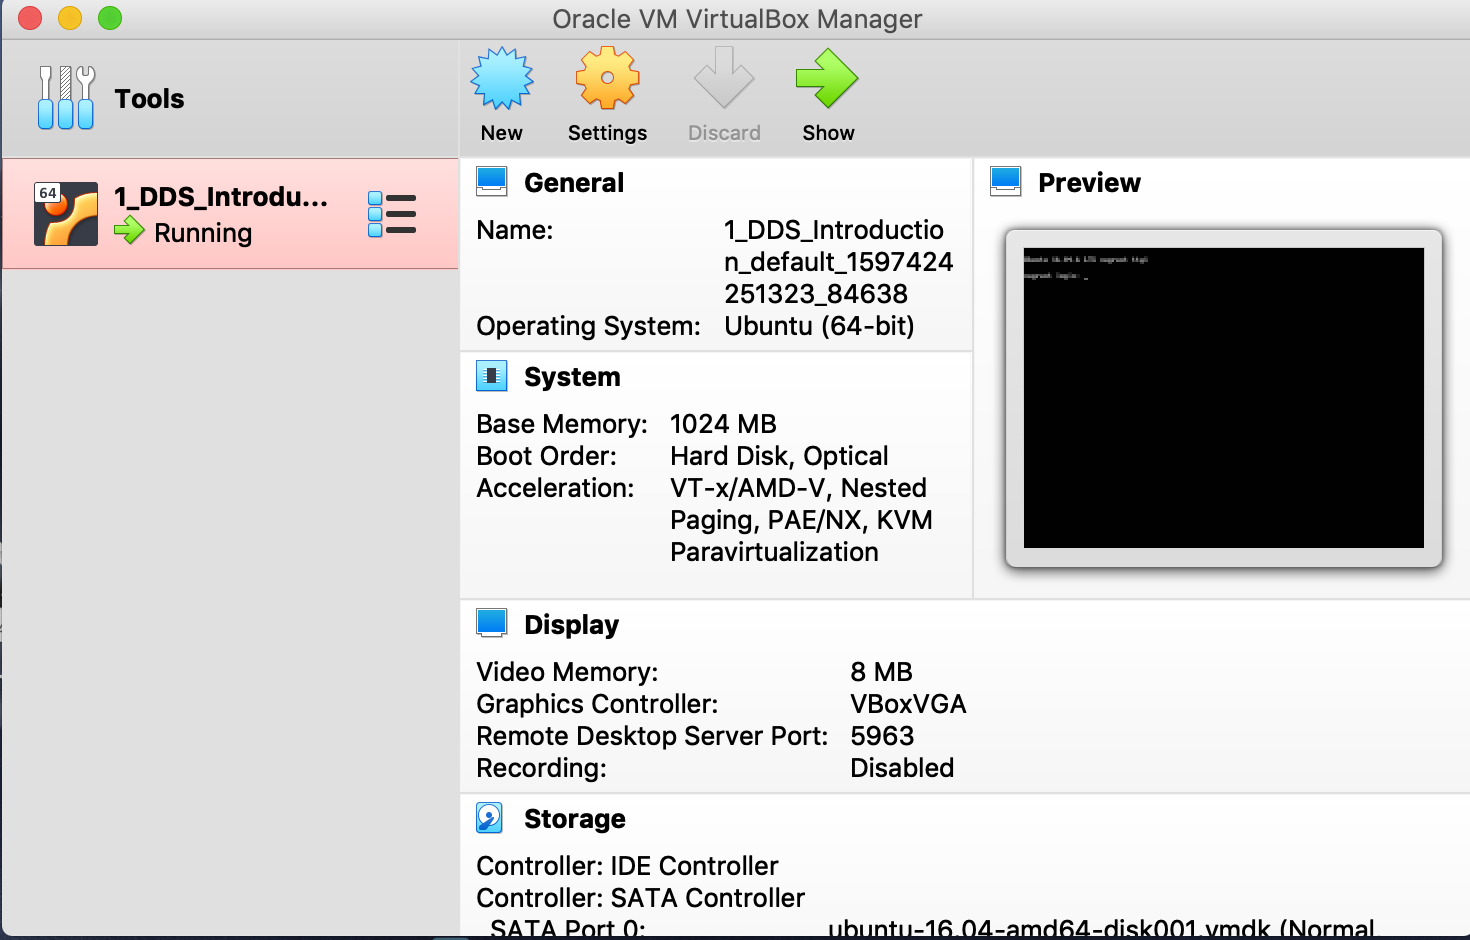 Oracle VM VirtualBox Manager
Tools
New
Settings
Discard
Show
64
1_DDS_Introdu...
Running
General
Name:
1_DDS_Introductio
n_default_1597424
251323_84638
Operating System:
Ubuntu (64-bit)
System
Base Memory: 1024 MB
Boot Order: Hard Disk, Optical
Acceleration: VT-x/AMD-V, Nested
Paging, PAE/NX, KVM
Paravirtualization
Preview
Display
Video Memory: 8 MB
Graphics Controller: VBoxVGA
Remote Desktop Server Port: 5963
Recording: Disabled
Storage
Controller: IDE Controller
Controller: SATA Controller
SATA Port 0: ubuntu-16.04-amd64-disk001.vmdk (Normal,